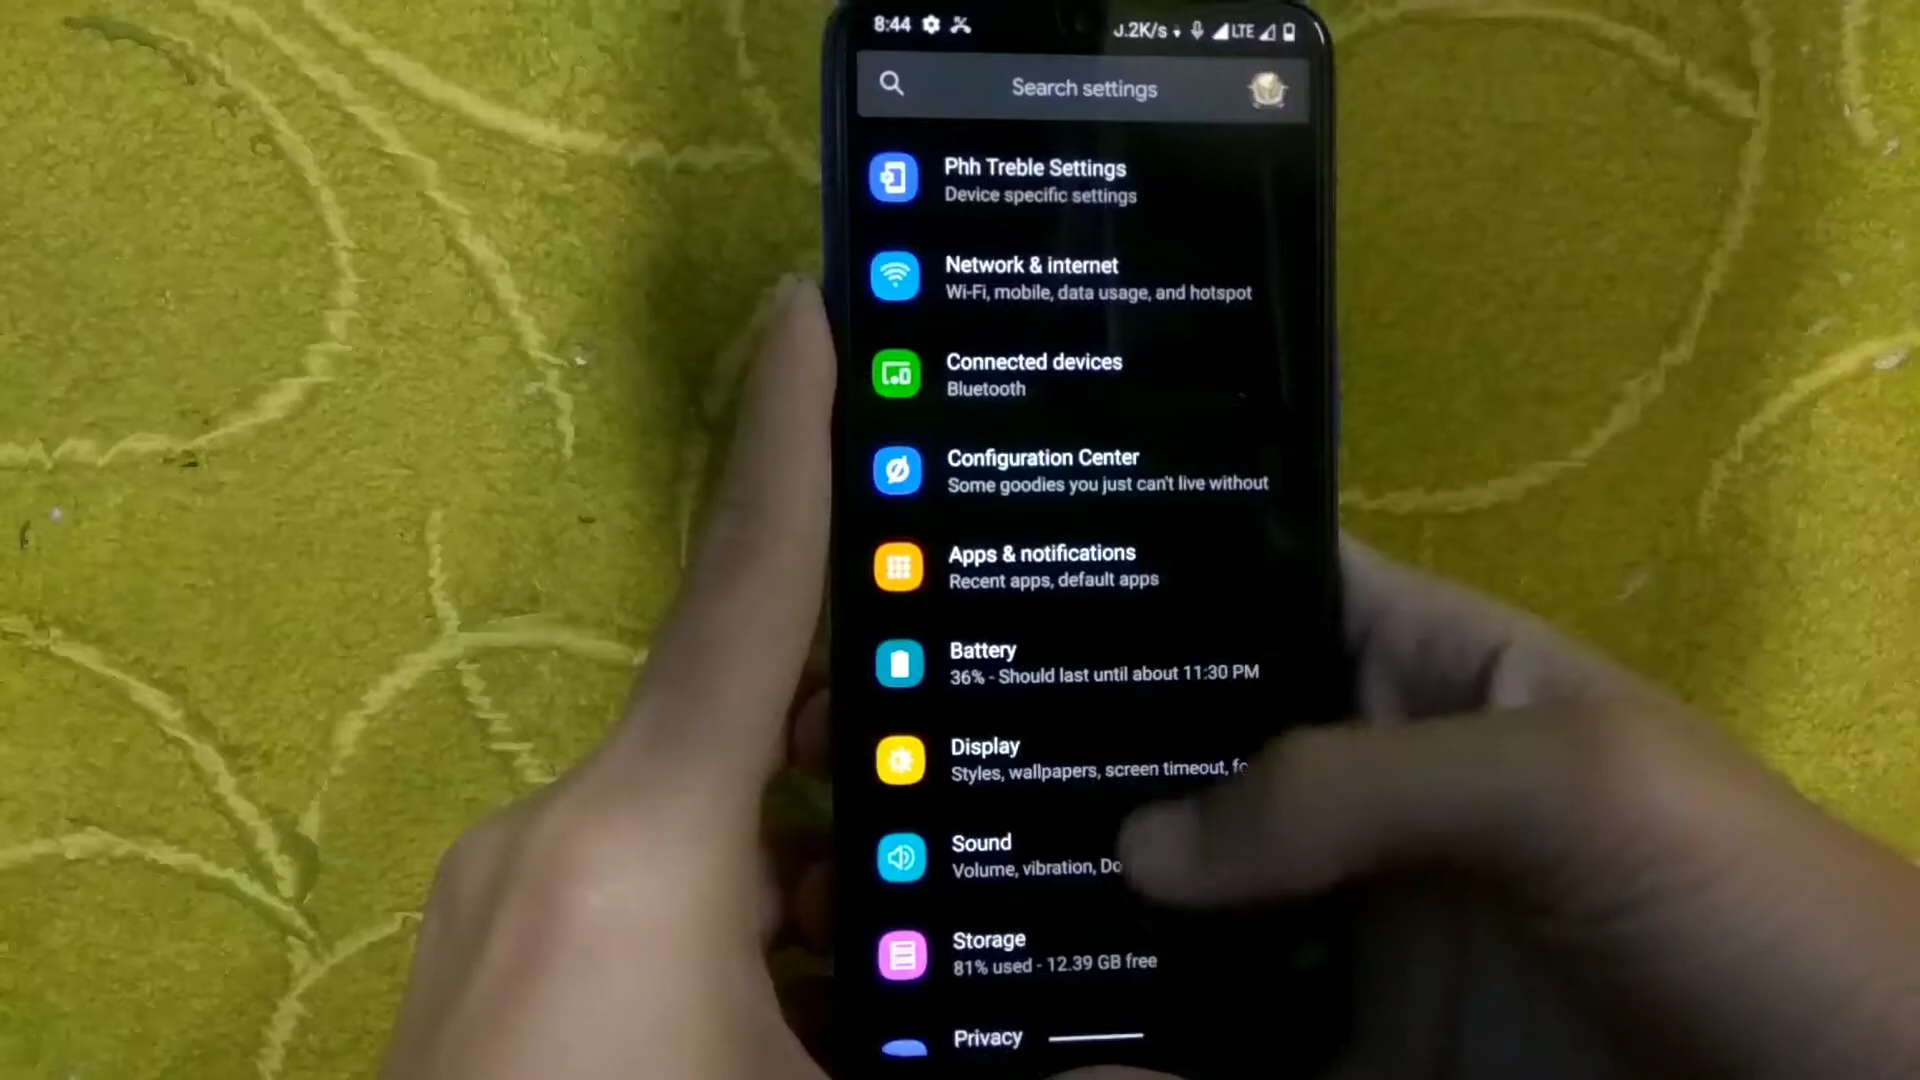 8:44
J.2K/s
LTE
Search settings
Phh Treble Settings
Device specific settings
Network & internet
Wi-Fi, mobile, data usage, and hotspot
Connected devices
Bluetooth
Configuration Center
Some goodies you just can't live without
Apps & notifications
Recent apps, default apps
Battery
36% - Should last until about 11:30 PM
Display
Styles, wallpapers, screen timeout, fo
Sound
Volume, vibration, Do
Storage
81% used - 12.39 GB free
Privacy